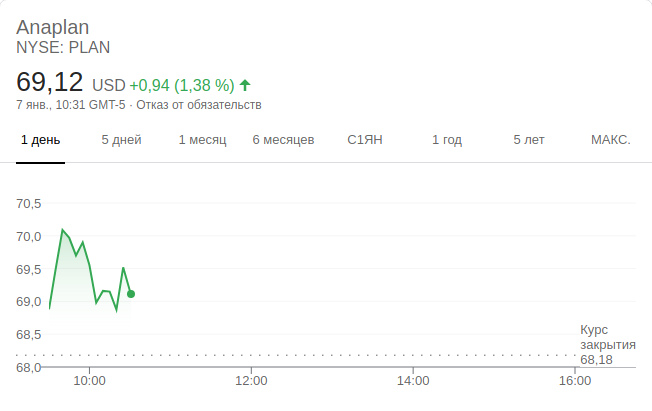 Anaplan
NYSE: PLAN
69,12 USD +0,94 (1,38 %)
7 янв., 10:31 GMT-5 · Отказ от обязательств
1 день 5 дней 1 месяц 6 месяцев С1ЯН 1 год 5 лет МАКС.
70,5
70,0
69,5
69,0
68,5
68,0
Курс
закрытия
68,18
10:00 12:00 14:00 16:00